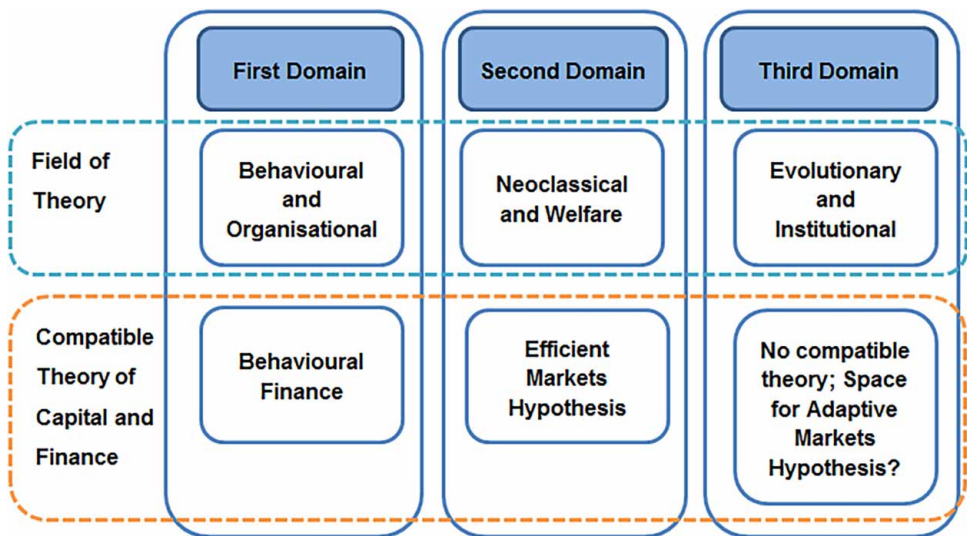 First Domain
Second Domain
Third Domain
Field of
Theory
Behavioural
and
Organisational
Neoclassical
and Welfare
Evolutionary
and
Institutional
Compatible
Theory of
Capital and
Finance
Behavioural
Finance
Efficient
Markets
Hypothesis
No compatible
theory; Space
for Adaptive
Markets
Hypothesis?